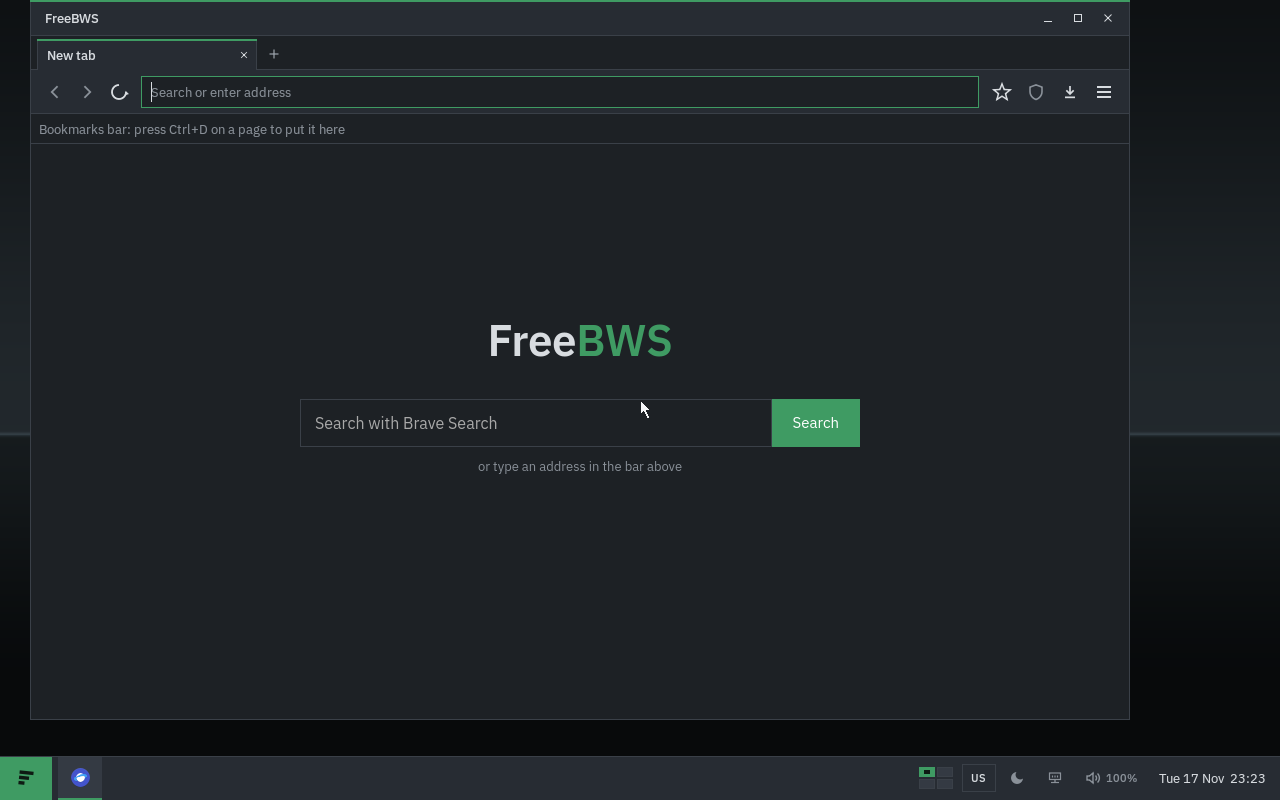 FreeBWS
New tab
Search or enter address
Bookmarks bar: press Ctrl+D on a page to put it here
FreeBWS
Search with Brave Search
Search
or type an address in the bar above
US
100%
Tue 17 Nov 23:23